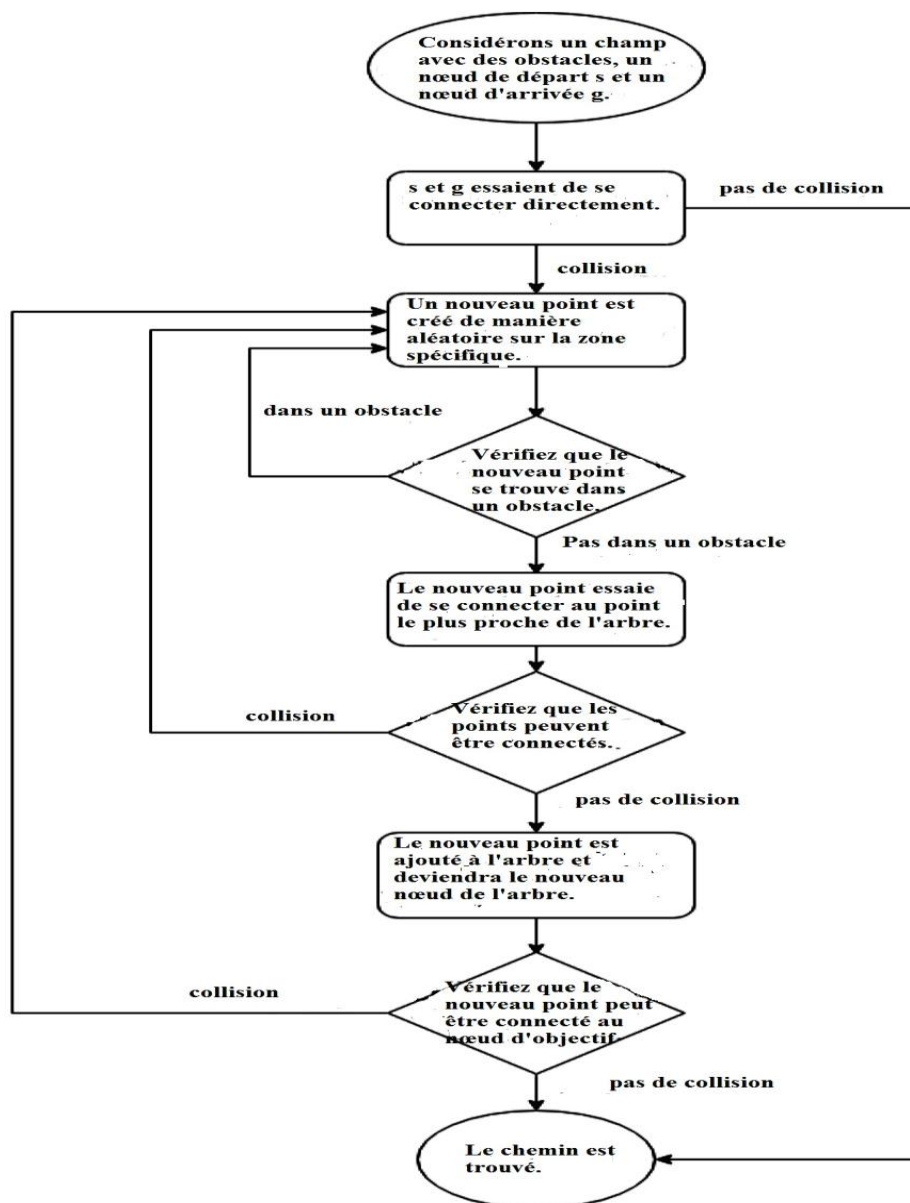 Considérons un champ
avec des obstacles, un
nœud de départ s et un
nœud d'arrivée g.
s et g essaient de se
connecter directement.
pas de collision
collision
Un nouveau point est
créé de manière
aléatoire sur la zone
spécifique.
dans un obstacle
Vérifiez que le
nouveau point
se trouve dans
un obstacle.
Pas dans un obstacle
Le nouveau point essaie
de se connecter au point
le plus proche de l'arbre.
collision
Vérifiez que les
points peuvent
être connectés.
pas de collision
Le nouveau point est
ajouté à l'arbre et
deviendra le nouveau
nœud de l'arbre.
collision
Vérifiez que le
nouveau point peut
être connecté au
nœud d'objectif.
pas de collision
Le chemin est
trouvé.